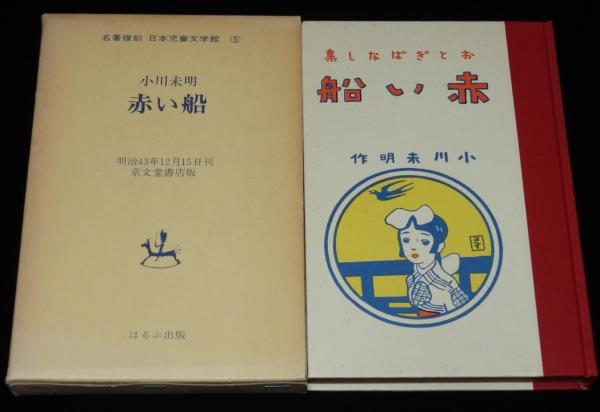 名著複刻 日本児童文学館 ⑤
小川未明
赤い船
明治43年12月15日刊
京文堂書店版
ほるぷ出版
おとぎばなし集
赤い船
小川未明作